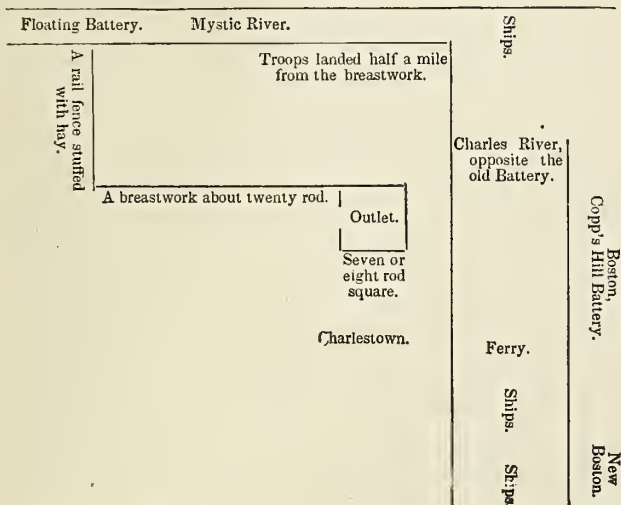 Floating Battery. Mystic River.
Ships.
A rail fence stuffed
with hay.
Troops landed half a mile
from the breastwork.
Charles River,
opposite the
old Battery.
A breastwork about twenty rod.
Outlet.
Seven or
eight rod
square.
Boston,
Copp's Hill Battery.
Charlestown.
Ferry.
Ships.
Ships.
New
Boston.